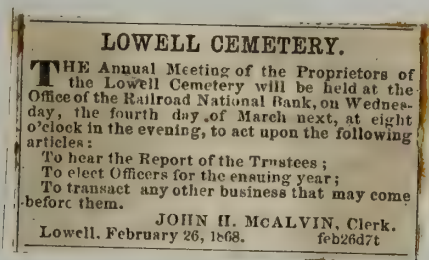 LOWELL CEMETERY.
THE Annual Meeting of the Proprietors of
the Lowell Cemetery will be held at the
Office of the Railroad National Bank, on Wednes-
day, the fourth day of March next, at eight
o'clock in the evening, to act upon the following
articles:
To hear the Report of the Trustees;
To elect Officers for the ensuing year;
To transact any other business that may come
before them.
JOHN H. McALVIN, Clerk.
Lowell. February 26, 1868. feb26d7t